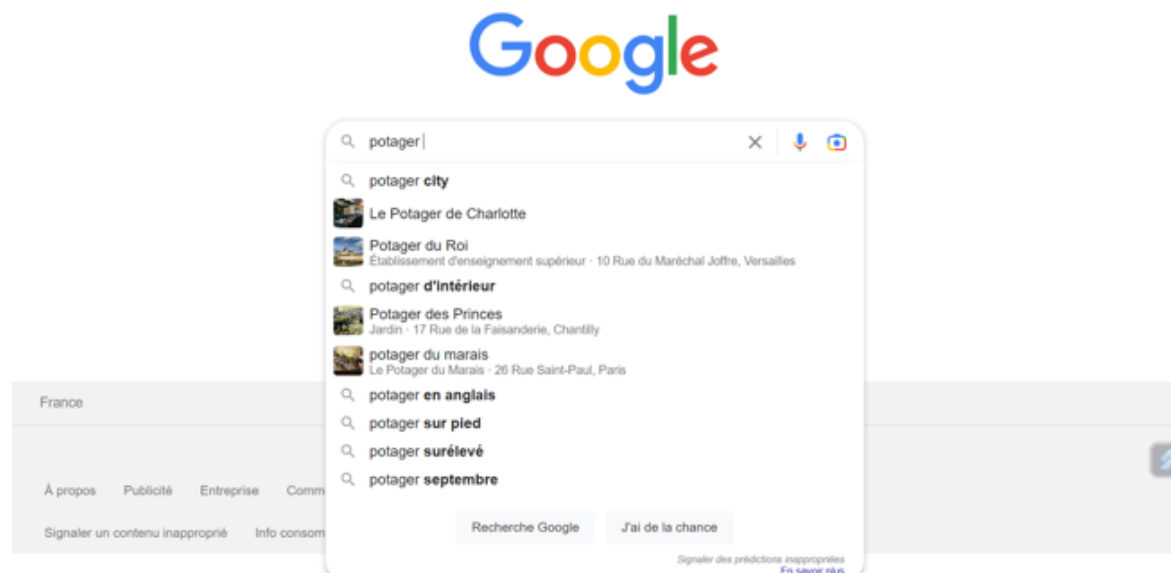 Google
potager
potager city
Le Potager de Charlotte
Potager du Roi
Établissement d'enseignement supérieur · 10 Rue du Maréchal Joffre, Versailles
potager d'intérieur
Potager des Princes
Jardin · 17 Rue de la Faisanderie, Chantilly
potager du marais
Le Potager du Marais · 26 Rue Saint-Paul, Paris
potager en anglais
potager sur pied
potager surélevé
potager septembre
France
À propos Publicité Entreprise Comm
Signaler un contenu inapproprié Info consom
Recherche Google J'ai de la chance
Signaler des prédictions inappropriées
En savoir plus